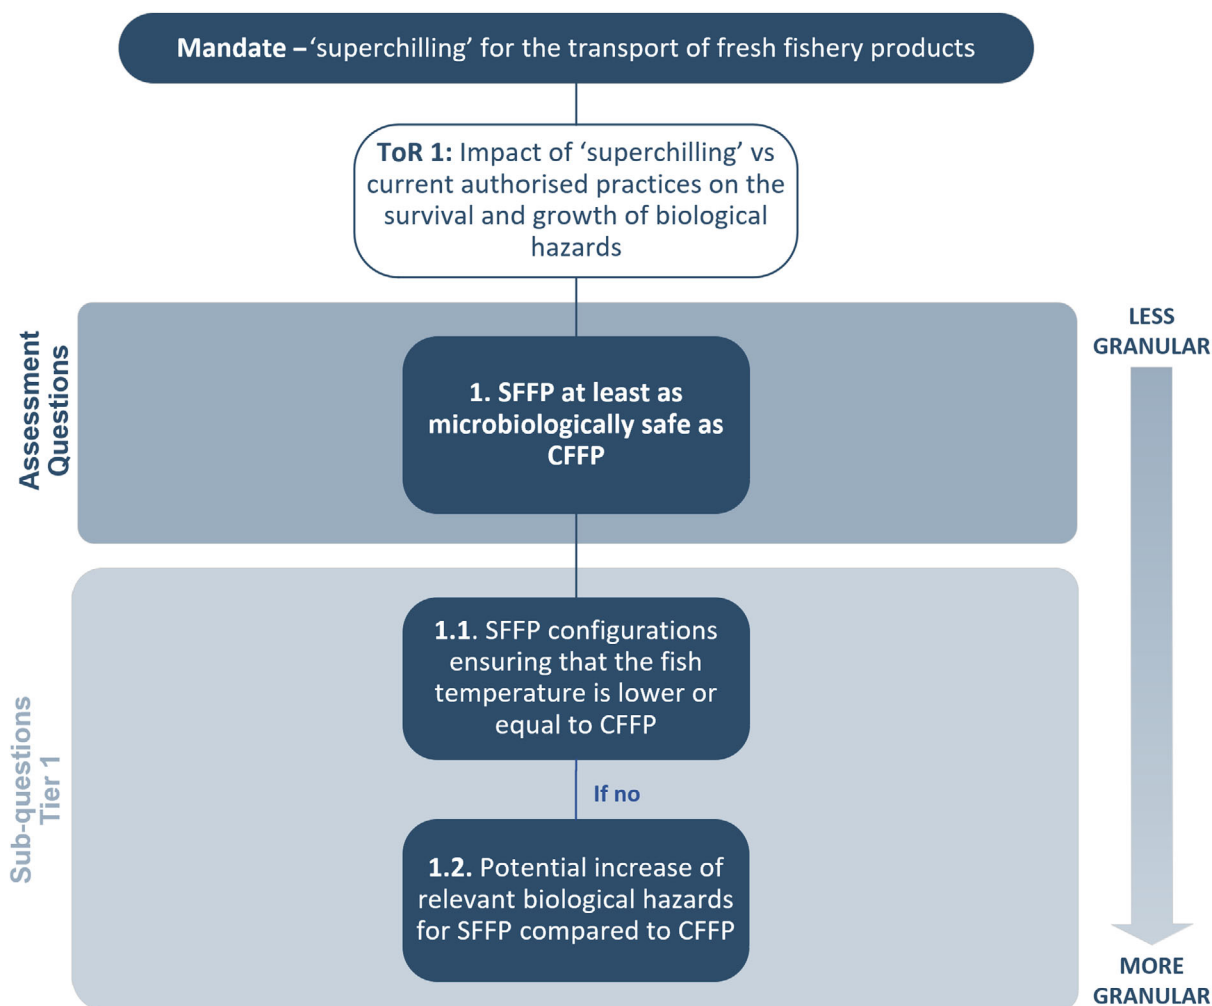 Mandate – ‘superchilling’ for the transport of fresh fishery products
ToR 1: Impact of ‘superchilling’ vs
current authorised practices on the
survival and growth of biological
hazards
Assessment
Questions
LESS
GRANULAR
1. SFFP at least as
microbiologically safe as
CFFP
Sub-questions
Tier 1
1.1. SFFP configurations
ensuring that the fish
temperature is lower or
equal to CFFP
If no
1.2. Potential increase of
relevant biological hazards
for SFFP compared to CFFP
MORE
GRANULAR